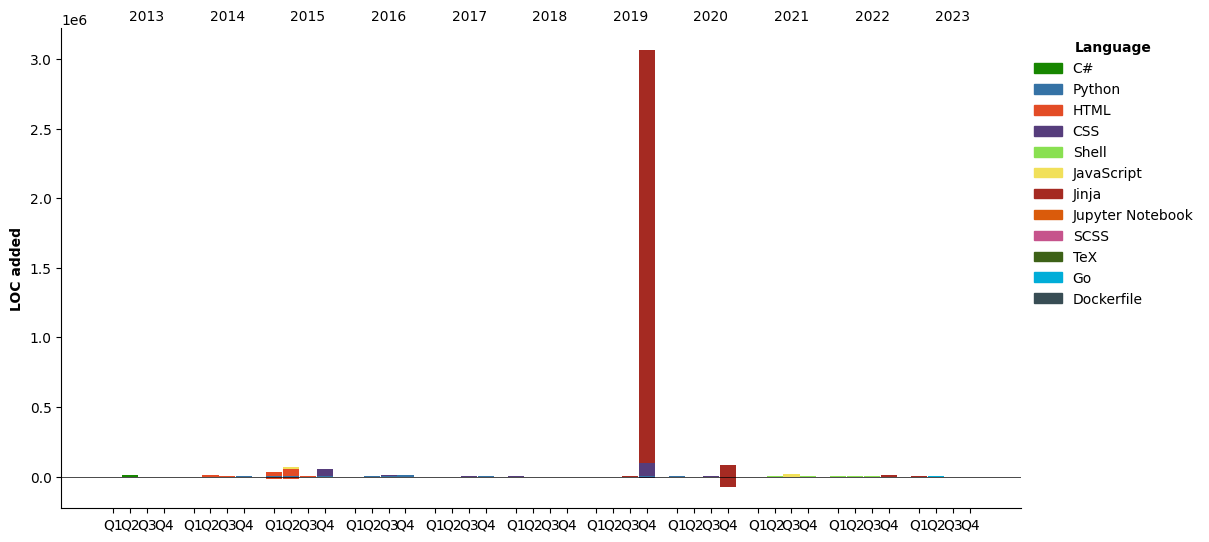 2013 2014 2015 2016 2017 2018 2019 2020 2021 2022 2023
1e6
3.0
2.5
2.0
1.5
1.0
0.5
0.0
LOC added
Q1Q2Q3Q4 Q1Q2Q3Q4 Q1Q2Q3Q4 Q1Q2Q3Q4 Q1Q2Q3Q4 Q1Q2Q3Q4 Q1Q2Q3Q4 Q1Q2Q3Q4 Q1Q2Q3Q4 Q1Q2Q3Q4 Q1Q2Q3Q4
Language
C#
Python
HTML
CSS
Shell
JavaScript
Jinja
Jupyter Notebook
SCSS
TeX
Go
Dockerfile